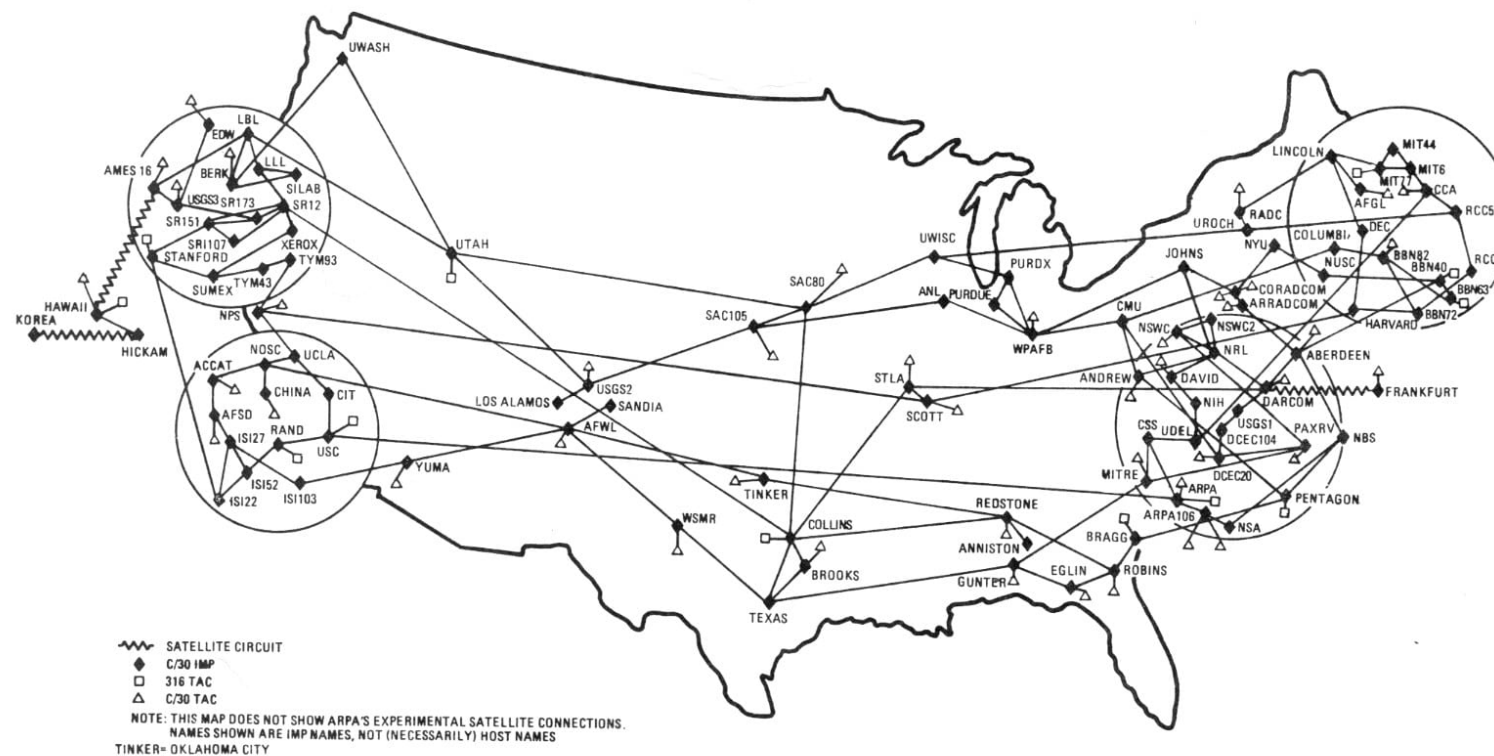 UWASH
LBL
EDW
LLL
AMES 16
BERK
SILAB
USGS3
SR173
SR12
SR151
SRI107
XEROX
STANFORD
TYM93
TYM43
SUMEX
UTAH
HAWAII
KOREA
NPS
HICKAM
NOSC
UCLA
ACCAT
CHINA
CIT
AFSD
RAND
ISI27
USC
ISI52
ISI22
ISI103
YUMA
LOS ALAMOS
USGS2
SANDIA
AFWL
SAC105
SAC80
UWISC
PURDX
ANL
PURDUE
WPAFB
CMU
STLA
SCOTT
TINKER
WSMR
COLLINS
BROOKS
TEXAS
REDSTONE
ANNISTON
GUNTER
EGLIN
ROBINS
BRAGG
LINCOLN
MIT44
MIT6
MIT77
CCA
AFGL
RCC5
RADC
UROCH
DEC
NYU
COLUMBI
BBN82
JOHNS
NUSC
BBN40
RCC
CORADCOM
BBN63
ARRADCOM
HARVARD
BBN72
NSWC
NSWC2
NRL
ABERDEEN
ANDREW
DAVID
DARCOM
FRANKFURT
NIH
USGS1
CSS
UDEL
DCEC104
PAXRV
NBS
DCEC20
MITRE
ARPA
PENTAGON
ARPA106
NSA
SATELLITE CIRCUIT
C/30 IMP
316 TAC
C/30 TAC
NOTE: THIS MAP DOES NOT SHOW ARPA'S EXPERIMENTAL SATELLITE CONNECTIONS.
NAMES SHOWN ARE IMP NAMES, NOT (NECESSARILY) HOST NAMES
TINKER= OKLAHOMA CITY